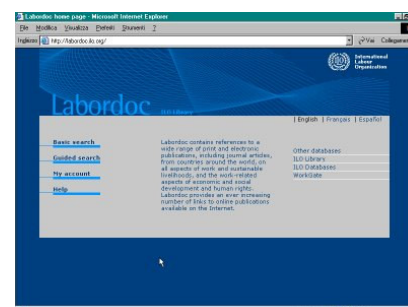 Labordoc home page - Microsoft Internet Explorer
File Modifica Visualizza Preferiti Strumenti ?
Indirizzo http://labordoc.ilo.org/ Vai Collegamenti
International
Labour
Organization
Labordoc ILO Library
| English | Français | Español
Basic search
Guided search
My account
Help
Labordoc contains references to a
wide range of print and electronic
publications, including journal articles,
from countries around the world, on
all aspects of work and sustainable
livelihoods, and the work-related
aspects of economic and social
development and human rights.
Labordoc provides an ever increasing
number of links to online publications
available on the Internet.
Other databases
ILO Library
ILO Databases
WorkGate